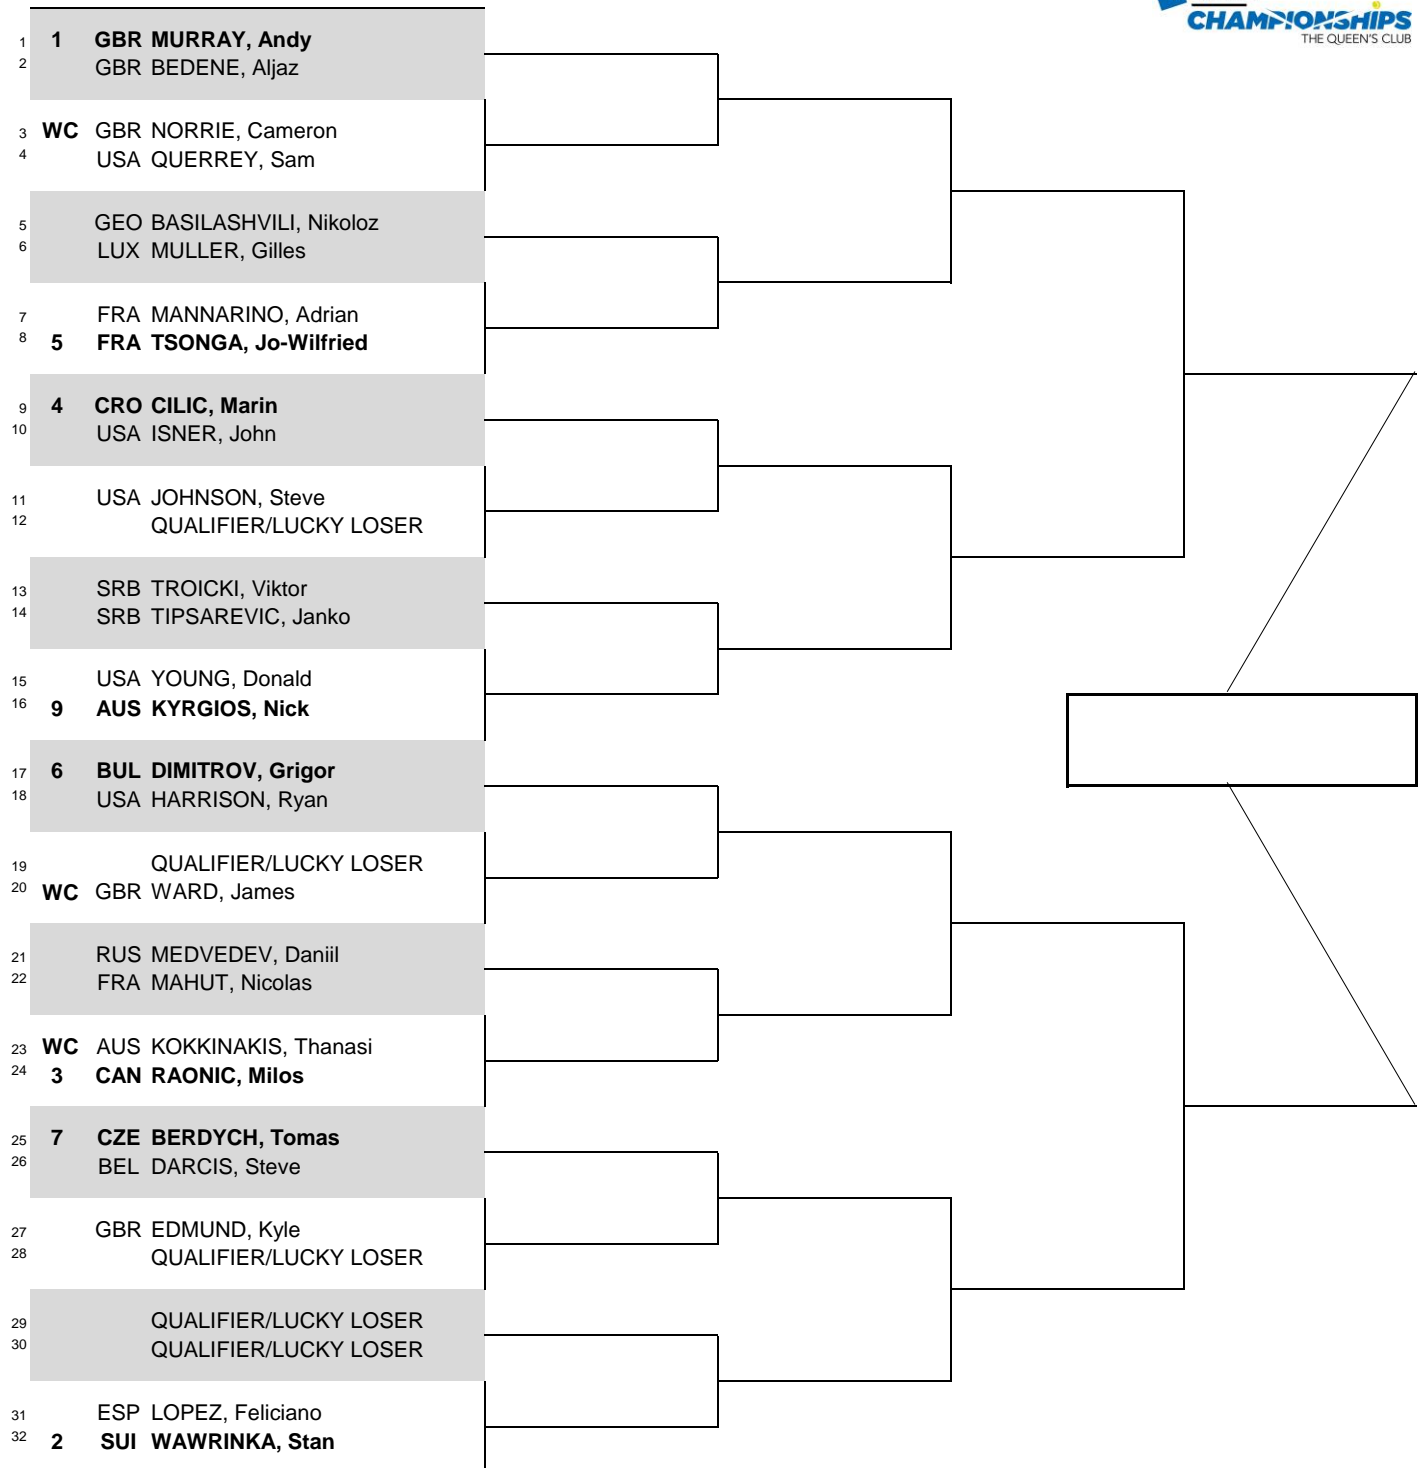 CHAMPIONSHIPS
THE QUEEN'S CLUB
1 1 GBR MURRAY, Andy
2 GBR BEDENE, Aljaz
3 WC GBR NORRIE, Cameron
4 USA QUERREY, Sam
5 GEO BASILASHVILI, Nikoloz
6 LUX MULLER, Gilles
7 FRA MANNARINO, Adrian
8 5 FRA TSONGA, Jo-Wilfried
9 4 CRO CILIC, Marin
10 USA ISNER, John
11 USA JOHNSON, Steve
12 QUALIFIER/LUCKY LOSER
13 SRB TROICKI, Viktor
14 SRB TIPSAREVIC, Janko
15 USA YOUNG, Donald
16 9 AUS KYRGIOS, Nick
17 6 BUL DIMITROV, Grigor
18 USA HARRISON, Ryan
19 QUALIFIER/LUCKY LOSER
20 WC GBR WARD, James
21 RUS MEDVEDEV, Daniil
22 FRA MAHUT, Nicolas
23 WC AUS KOKKINAKIS, Thanasi
24 3 CAN RAONIC, Milos
25 7 CZE BERDYCH, Tomas
26 BEL DARCIS, Steve
27 GBR EDMUND, Kyle
28 QUALIFIER/LUCKY LOSER
29 QUALIFIER/LUCKY LOSER
30 QUALIFIER/LUCKY LOSER
31 ESP LOPEZ, Feliciano
32 2 SUI WAWRINKA, Stan